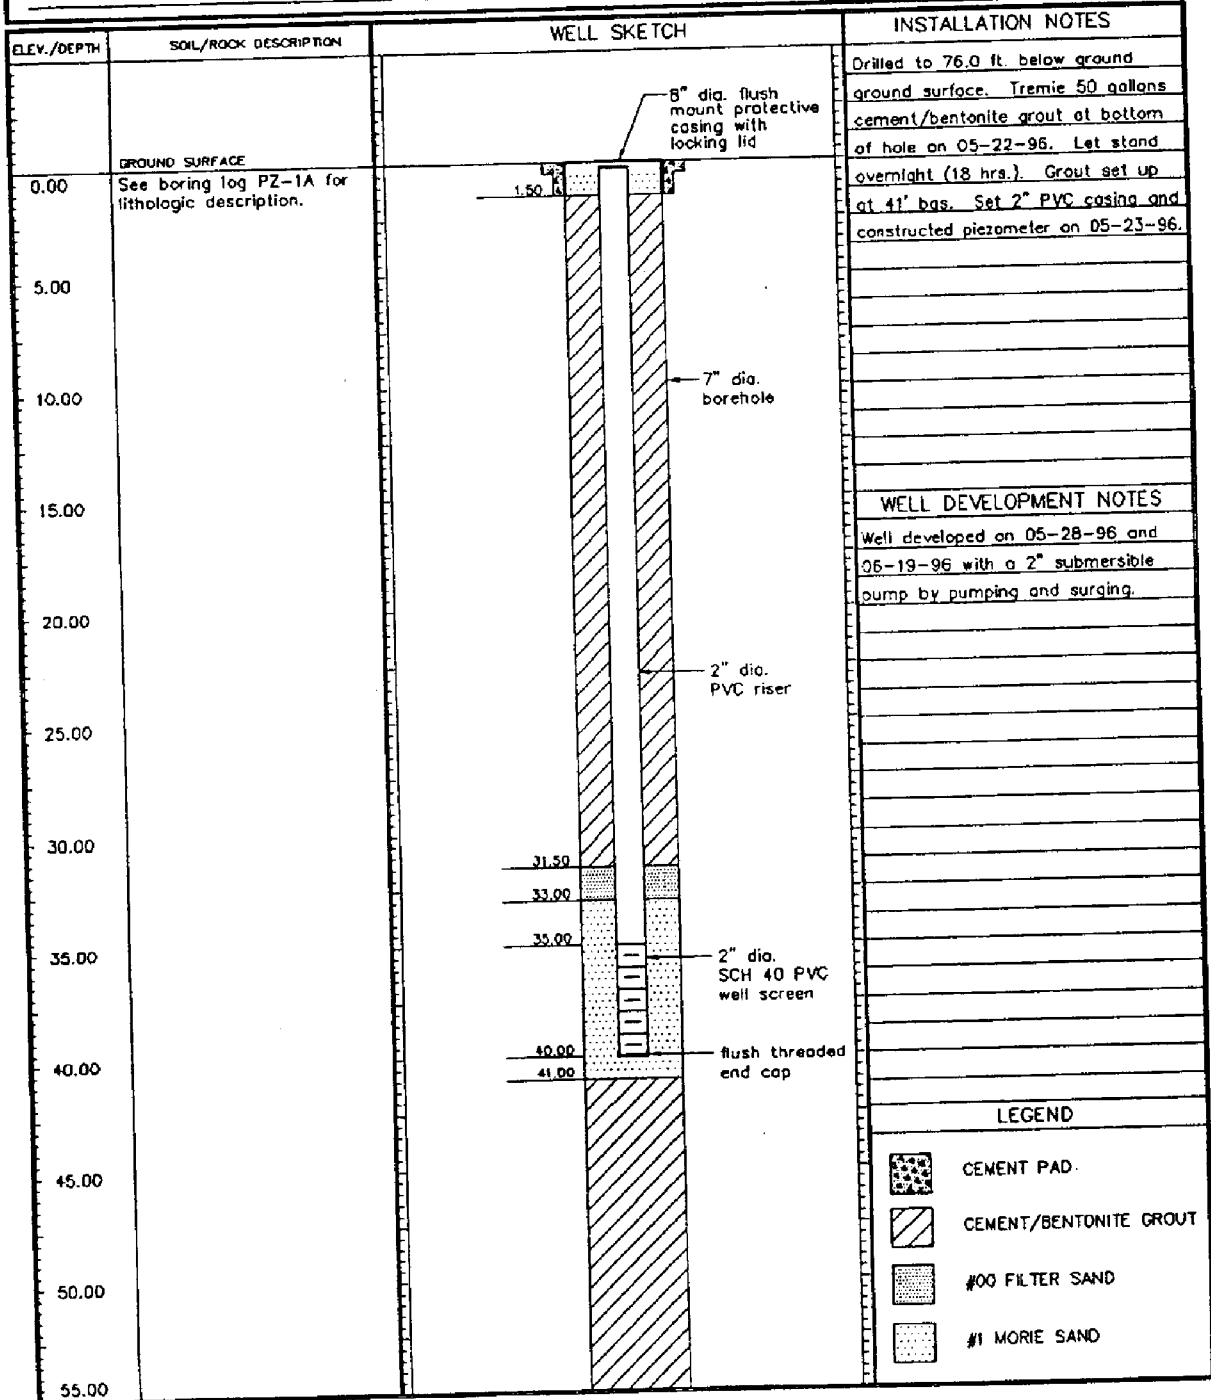 ELEV./DEPTH
SOIL/ROCK DESCRIPTION
WELL SKETCH
INSTALLATION NOTES
Drilled to 76.0 ft. below ground
ground surface. Tremie 50 gallons
cement/bentonite grout at bottom
of hole on 05-22-96. Let stand
overnight (18 hrs.). Grout set up
at 41' bgs. Set 2" PVC casing and
constructed piezometer on 05-23-96.
8" dia. flush
mount protective
casing with
locking lid
GROUND SURFACE
0.00
See boring log PZ-1A for
lithologic description.
1.50
5.00
7" dia.
borehole
10.00
15.00
WELL DEVELOPMENT NOTES
Well developed on 05-28-96 and
06-19-96 with a 2" submersible
pump by pumping and surging.
20.00
2" dia.
PVC riser
25.00
30.00
31.50
33.00
35.00
35.00
2" dia.
SCH 40 PVC
well screen
40.00
40.00
flush threaded
end cap
41.00
LEGEND
CEMENT PAD.
45.00
CEMENT/BENTONITE GROUT
50.00
#00 FILTER SAND
#1 MORIE SAND
55.00